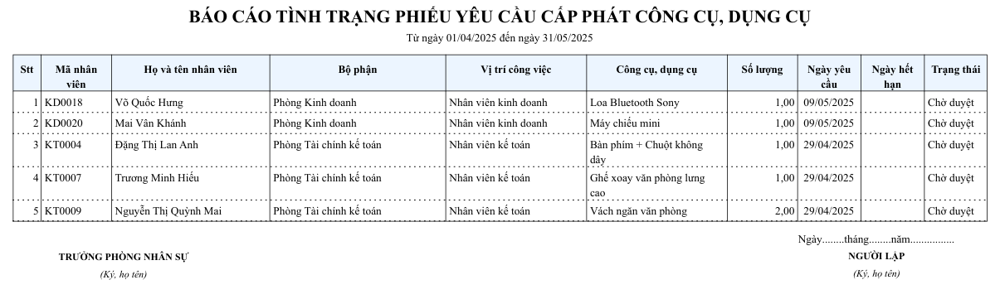 BÁO CÁO TÌNH TRẠNG PHIẾU YÊU CẦU CẤP PHÁT CÔNG CỤ, DỤNG CỤ
Từ ngày 01/04/2025 đến ngày 31/05/2025
Stt Mã nhân viên Họ và tên nhân viên Bộ phận Vị trí công việc Công cụ, dụng cụ Số lượng Ngày yêu cầu Ngày hết hạn Trạng thái
1 KD0018 Võ Quốc Hưng Phòng Kinh doanh Nhân viên kinh doanh Loa Bluetooth Sony 1,00 09/05/2025 Chờ duyệt
2 KD0020 Mai Vân Khánh Phòng Kinh doanh Nhân viên kinh doanh Máy chiếu mini 1,00 09/05/2025 Chờ duyệt
3 KT0004 Đặng Thị Lan Anh Phòng Tài chính kế toán Nhân viên kế toán Bàn phím + Chuột không dây 1,00 29/04/2025 Chờ duyệt
4 KT0007 Trương Minh Hiếu Phòng Tài chính kế toán Nhân viên kế toán Ghế xoay văn phòng lưng cao 1,00 29/04/2025 Chờ duyệt
5 KT0009 Nguyễn Thị Quỳnh Mai Phòng Tài chính kế toán Nhân viên kế toán Vách ngăn văn phòng 2,00 29/04/2025 Chờ duyệt
Ngày........tháng........năm................
TRƯỞNG PHÒNG NHÂN SỰ NGƯỜI LẬP
(Ký, họ tên) (Ký, họ tên)